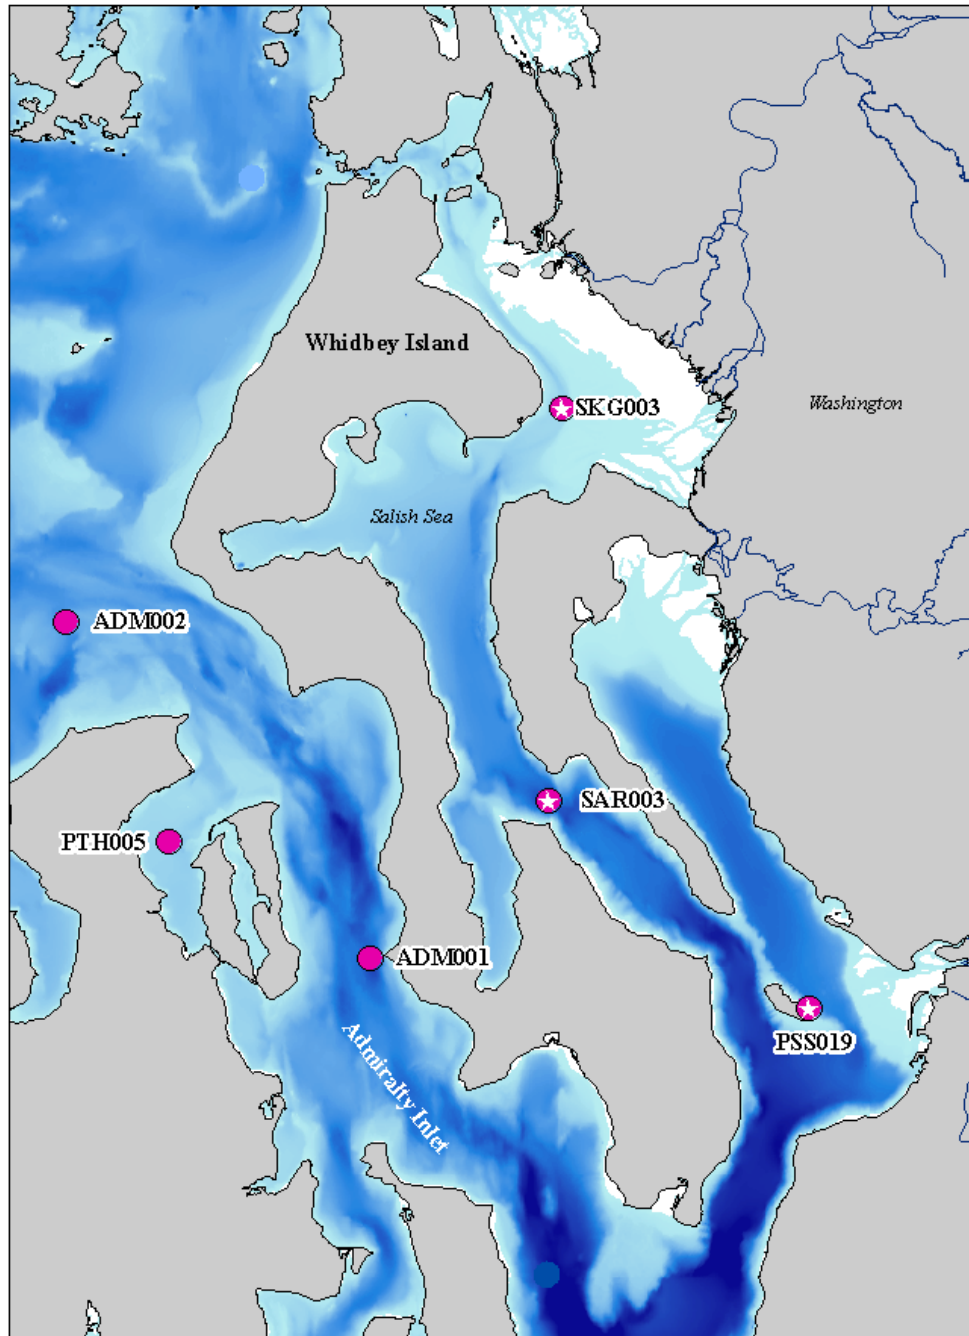 Whidbey Island
SKG003
Washington
Salish Sea
ADM002
SAR003
PTH005
ADM001
PSS019
Admiralty Inlet